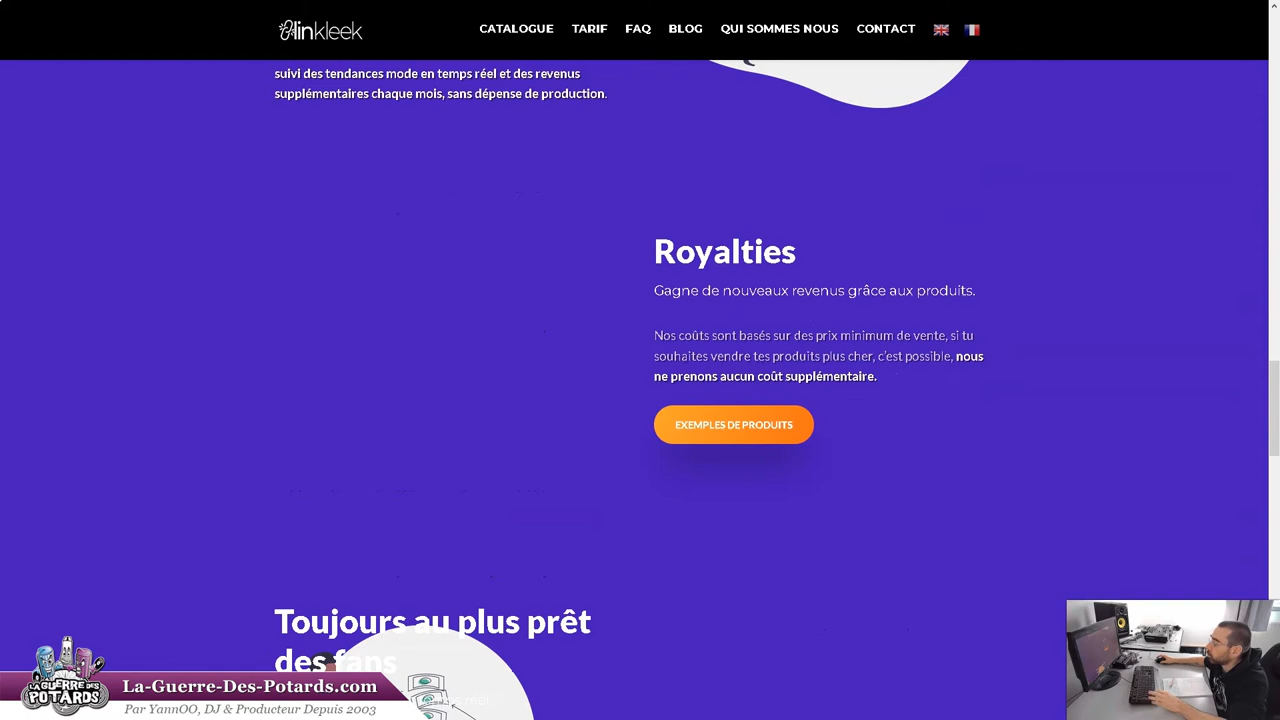 linkleek
CATALOGUE TARIF FAQ BLOG QUI SOMMES NOUS CONTACT
suivi des tendances mode en temps réel et des revenus
supplémentaires chaque mois, sans dépense de production.
Royalties
Gagne de nouveaux revenus grâce aux produits.
Nos coûts sont basés sur des prix minimum de vente, si tu
souhaites vendre tes produits plus cher, c'est possible, nous
ne prenons aucun coût supplémentaire.
EXEMPLES DE PRODUITS
Toujours au plus prêt
des fans
réel
LA GUERRE DES
POTARDS
La-Guerre-Des-Potards.com
Par YannOO, DJ & Producteur Depuis 2003